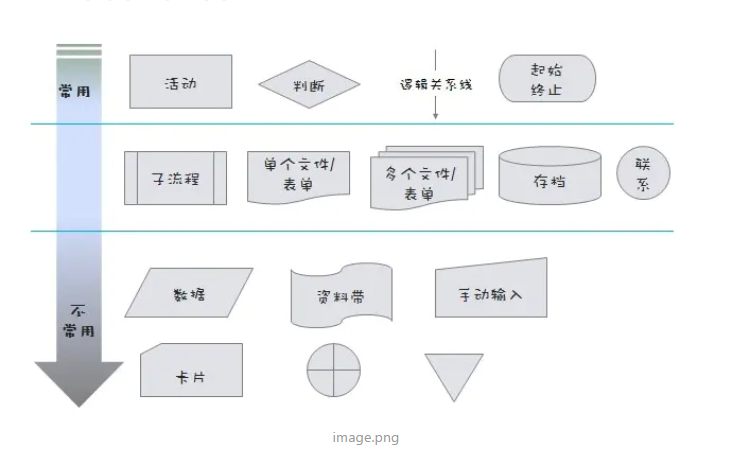 常用
活动
判断
逻辑关系线
起始
终止
子流程
单个文件/
表单
多个文件/
表单
存档
联
系
数据
资料带
手动输入
不
常用
卡片
image.png